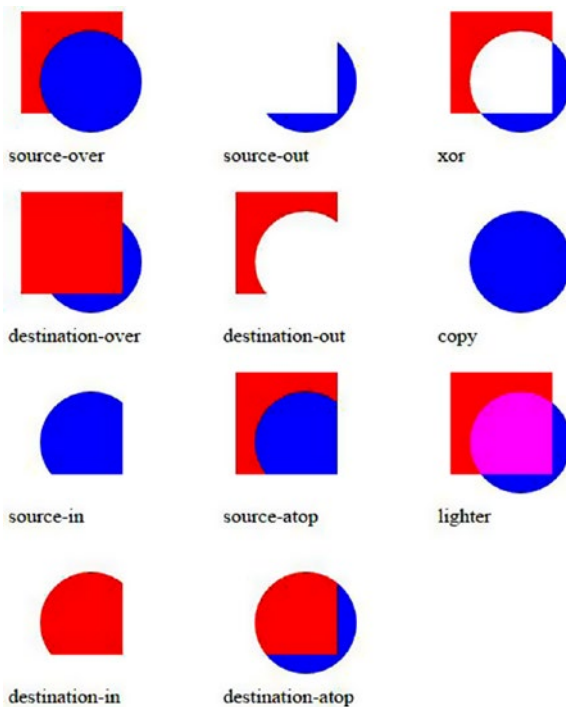 source-over
source-out
xor
destination-over
destination-out
copy
source-in
source-atop
lighter
destination-in
destination-atop